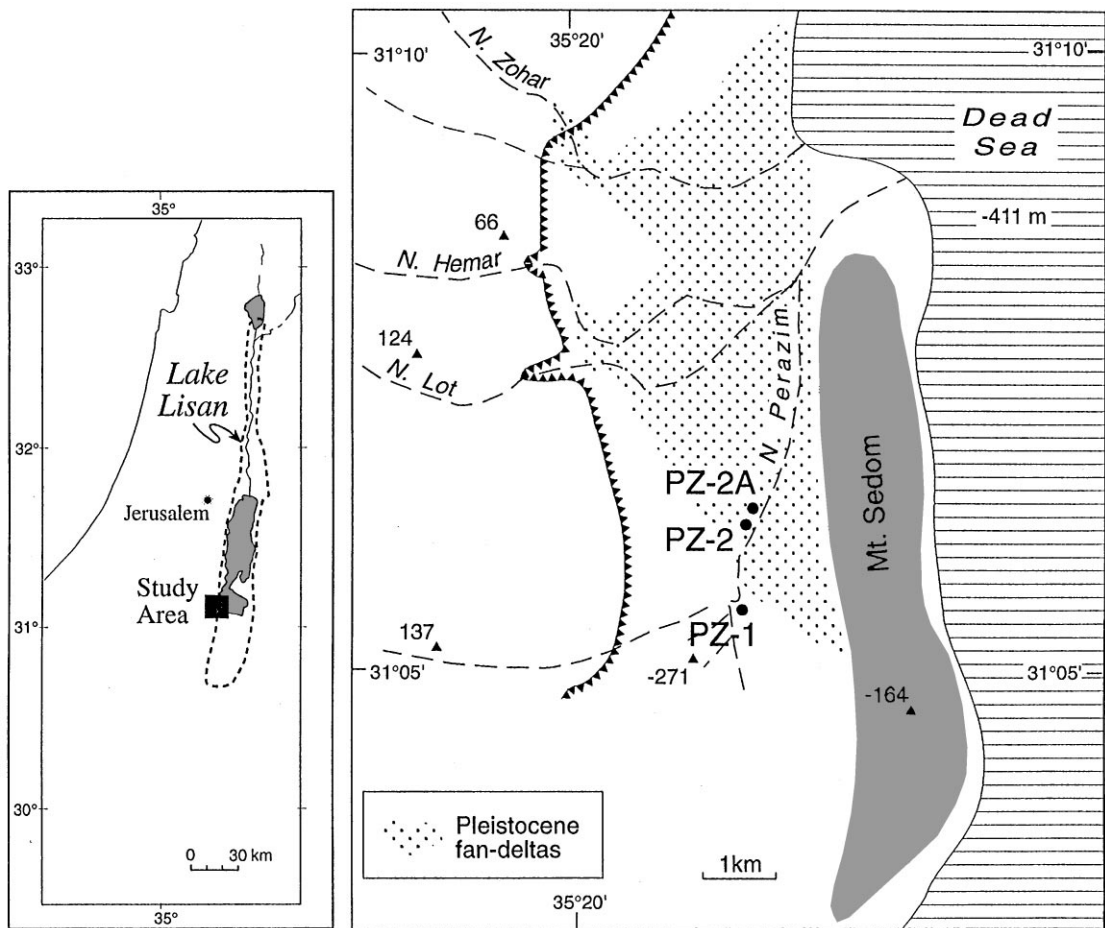 35°
33°
Lake
Lisan
32°
Jerusalem
Study
Area
31°
30°
0 30 km
35°
35°20'
31°10'
31°10'
N. Zohar
Dead
Sea
-411 m
66
N. Hemar
124
N. Lot
N. Perazim
PZ-2A
PZ-2
Mt. Sedom
PZ-1
137
-271
31°05'
31°05'
-164
Pleistocene
fan-deltas
1km
35°20'